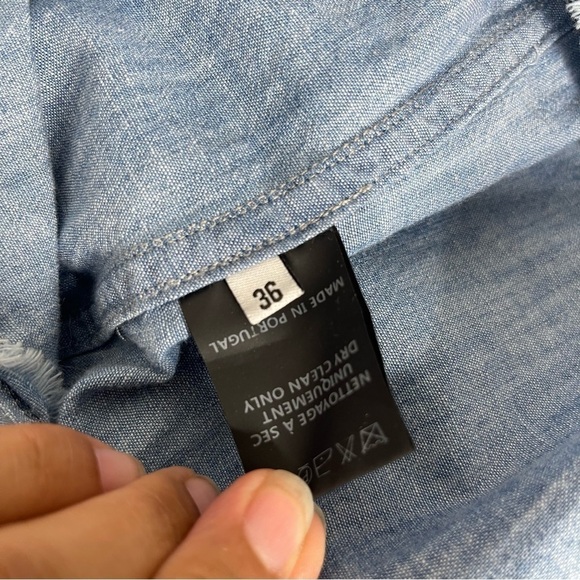 36
MADE IN PORTUGAL
DRY CLEAN ONLY
UNIQUEMENT
NETTOYAGE À SEC